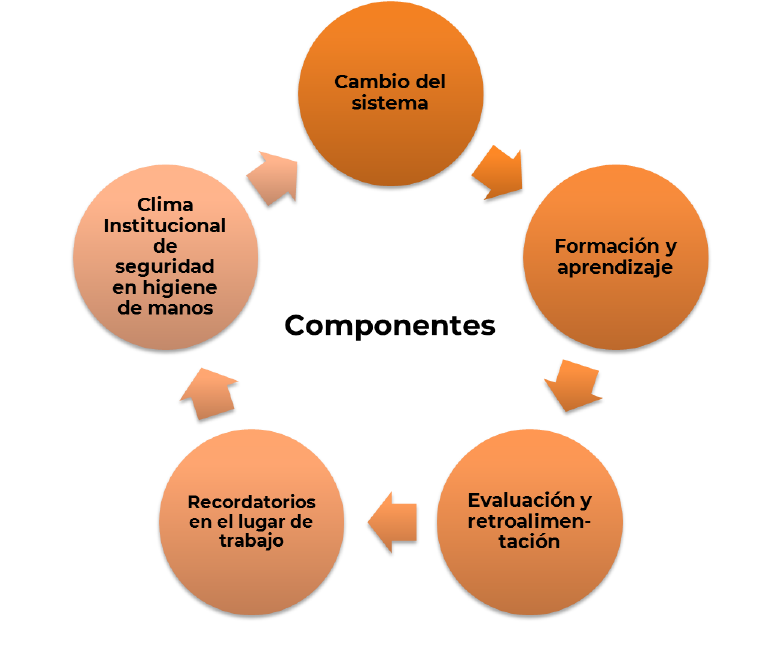 Cambio del
sistema
Formación y
aprendizaje
Evaluación y
retroalimen-
tación
Recordatorios
en el lugar de
trabajo
Clima
Institucional
de
seguridad
en higiene
de manos
Componentes